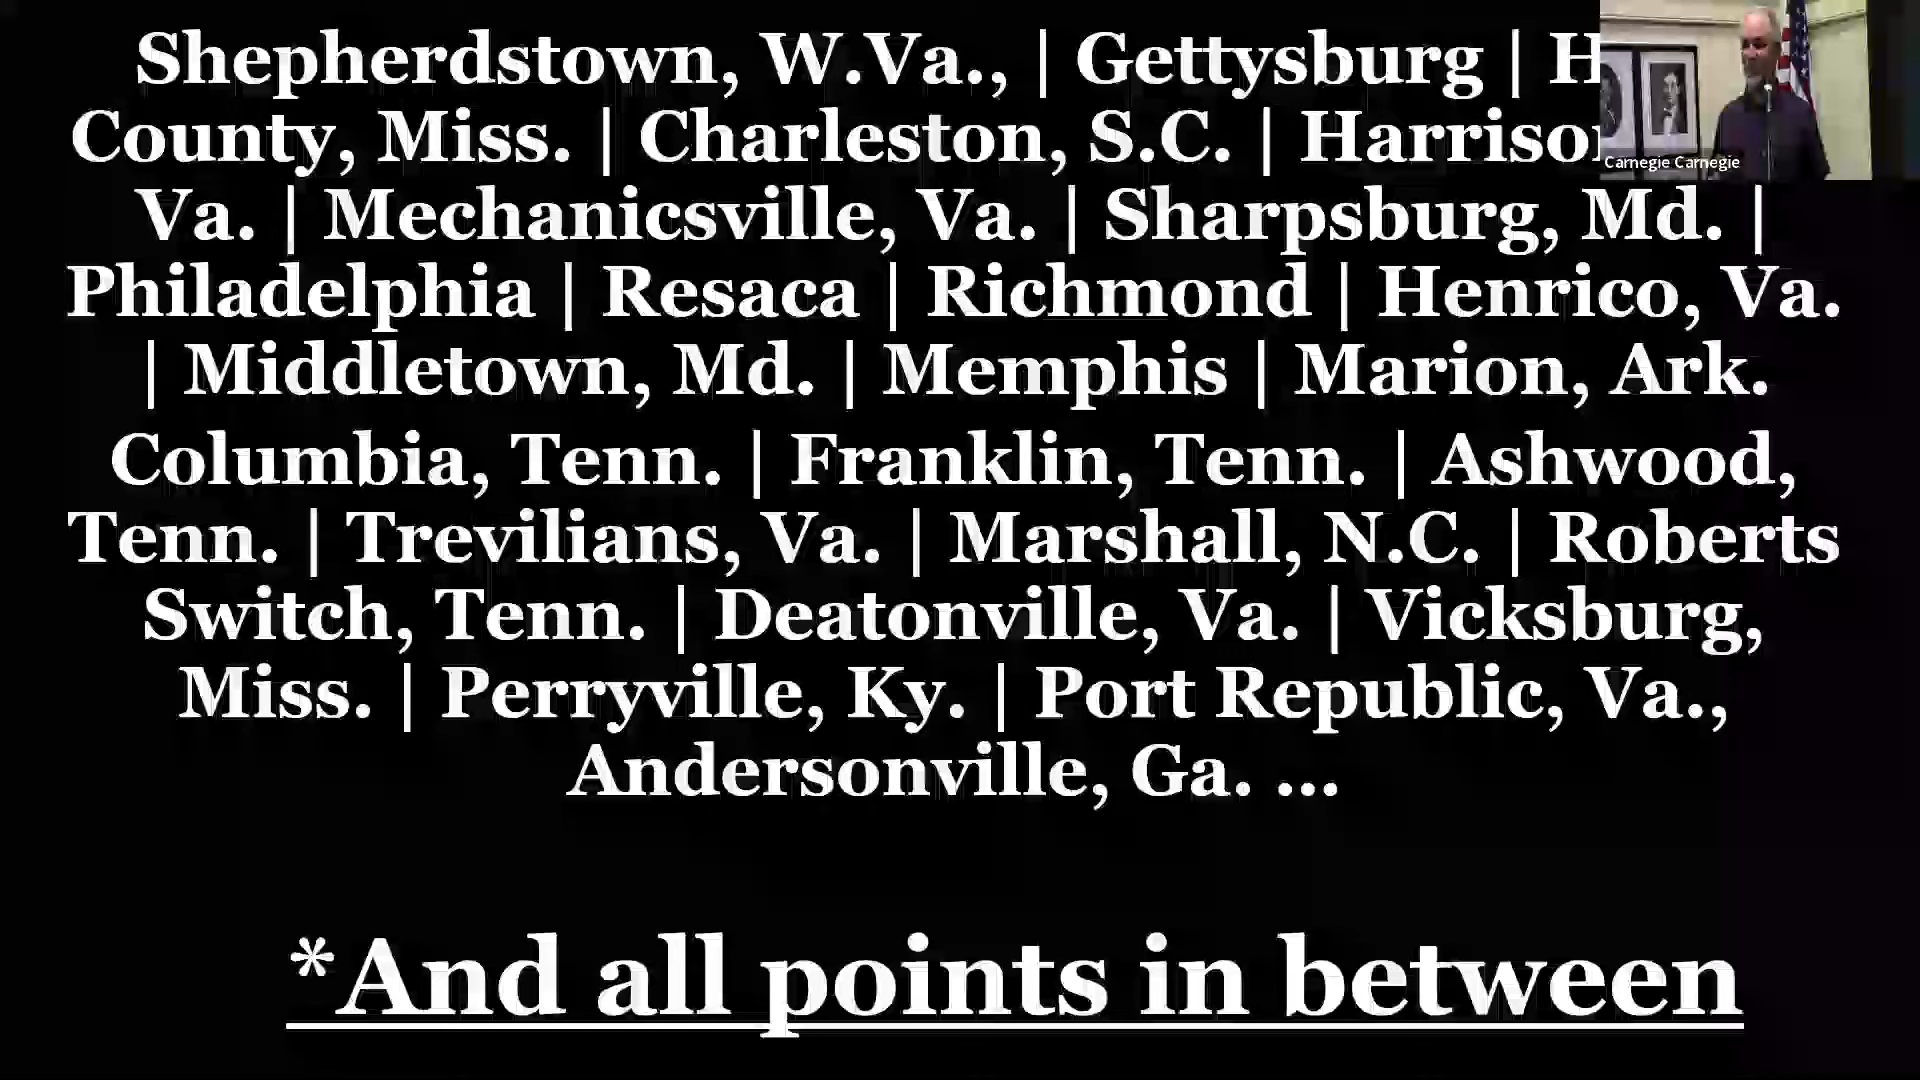 Shepherdstown, W.Va., | Gettysburg |
County, Miss. | Charleston, S.C. |
Va. | Mechanicsville, Va. | Sharpsburg, Md. |
Philadelphia | Resaca | Richmond | Henrico, Va.
| Middletown, Md. | Memphis | Marion, Ark.
Columbia, Tenn. | Franklin, Tenn. | Ashwood,
Tenn. | Trevilians, Va. | Marshall, N.C. | Roberts
Switch, Tenn. | Deatonville, Va. | Vicksburg,
Miss. | Perryville, Ky. | Port Republic, Va.,
Andersonville, Ga. ...
*And all points in between
Carnegie Carnegie